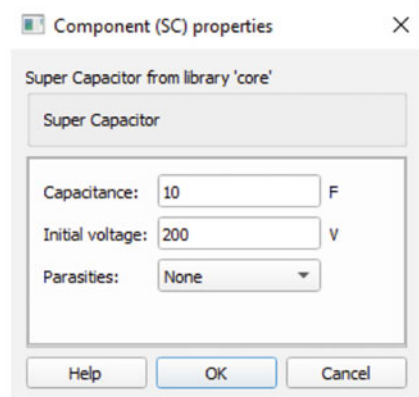 Component (SC) properties
Super Capacitor from library 'core'
Super Capacitor
Capacitance: 10 F
Initial voltage: 200 V
Parasities: None
Help OK Cancel